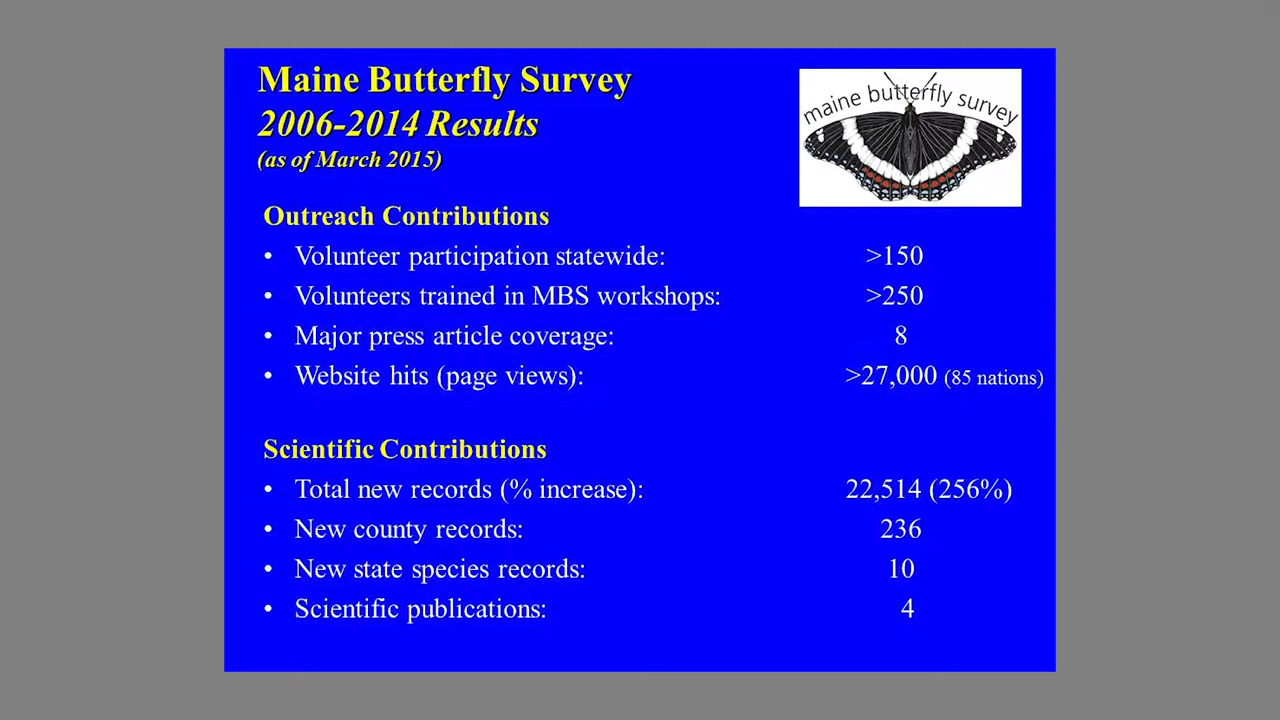 Maine Butterfly Survey
2006-2014 Results
(as of March 2015)
maine butterfly survey
Outreach Contributions
• Volunteer participation statewide: >150
• Volunteers trained in MBS workshops: >250
• Major press article coverage: 8
• Website hits (page views): >27,000 (85 nations)
Scientific Contributions
• Total new records (% increase): 22,514 (256%)
• New county records: 236
• New state species records: 10
• Scientific publications: 4